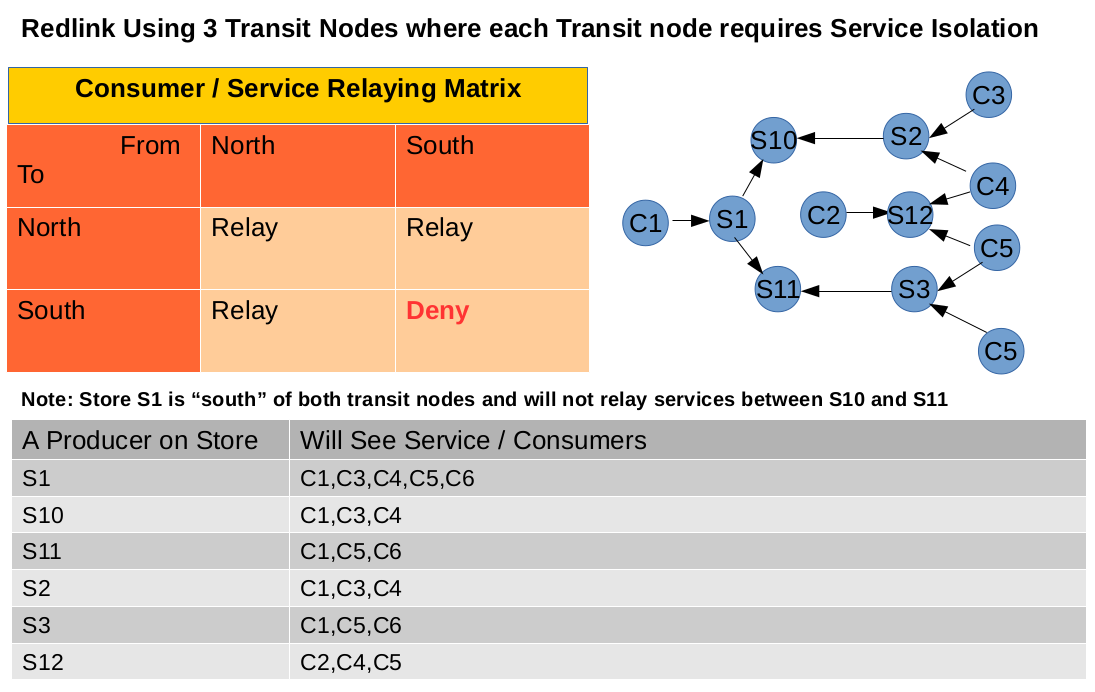 Redlink Using 3 Transit Nodes where each Transit node requires Service Isolation
Consumer / Service Relaying Matrix
From
To
North
South
North
Relay
Relay
South
Relay
Deny
C3
S10
S2
C4
C1
S1
C2
S12
C5
S11
S3
C5
Note: Store S1 is “south” of both transit nodes and will not relay services between S10 and S11
A Producer on Store
Will See Service / Consumers
S1
C1,C3,C4,C5,C6
S10
C1,C3,C4
S11
C1,C5,C6
S2
C1,C3,C4
S3
C1,C5,C6
S12
C2,C4,C5